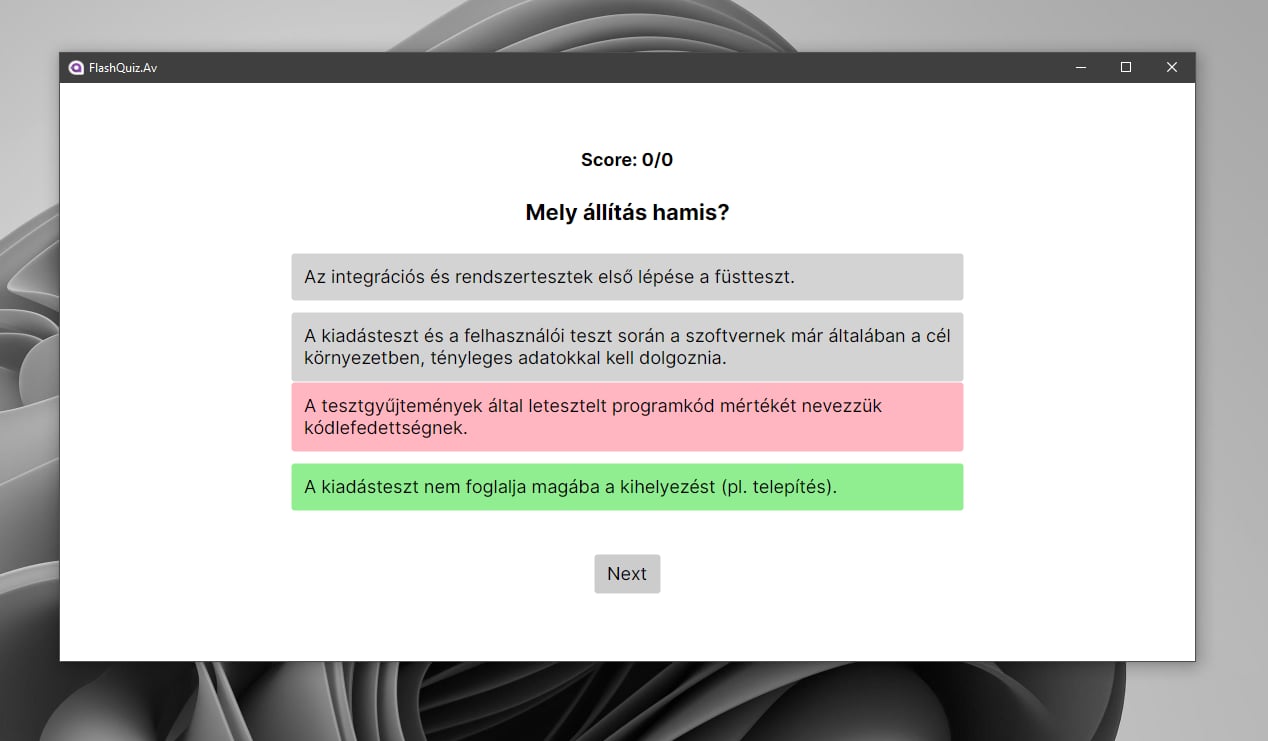 FlashQuiz.Av
Score: 0/0
Mely állítás hamis?
Az integrációs és rendszertesztek első lépése a füstteszt.
A kiadásteszt és a felhasználói teszt során a szoftvernek már általában a cél
környezetben, tényleges adatokkal kell dolgoznia.
A tesztgyűjtemények által letesztelt programkód mértékét nevezzük
kódlefedettségnek.
A kiadásteszt nem foglalja magába a kihelyezést (pl. telepítés).
Next